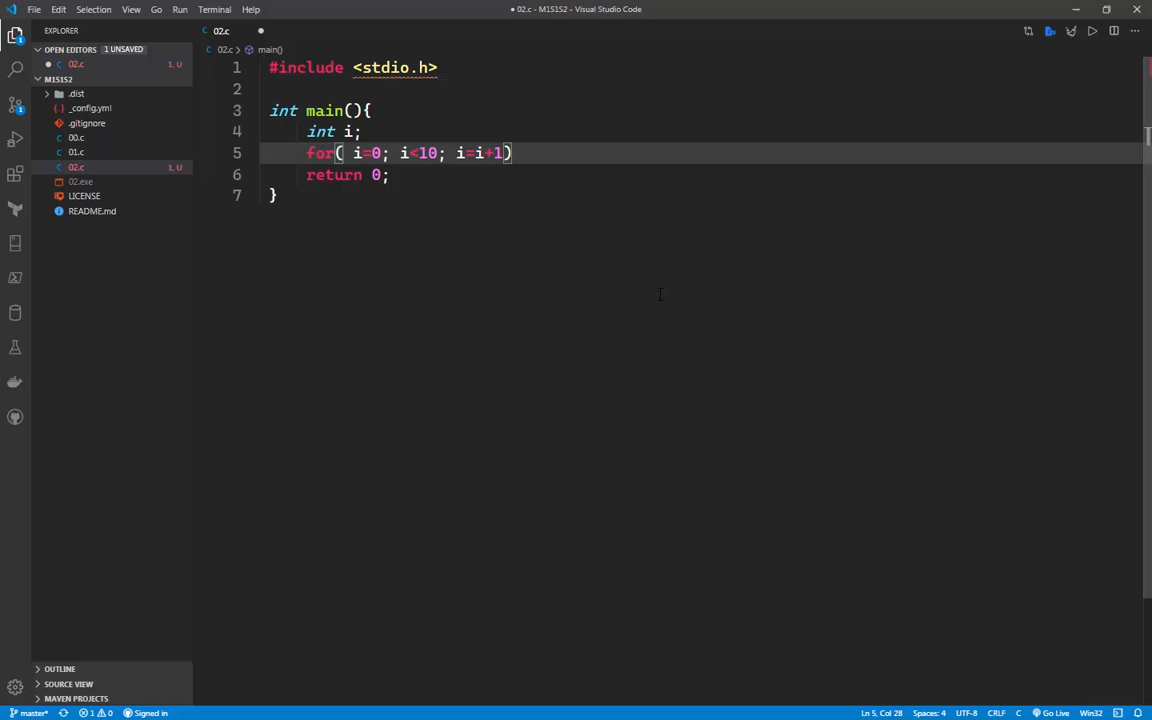 File Edit Selection View Go Run Terminal Help
● 02.c - M1S1S2 - Visual Studio Code
EXPLORER
OPEN EDITORS 1 UNSAVED
● C 02.c 1, U
M1S1S2
.dist
_config.yml
.gitignore
C 00.c
C 01.c
C 02.c 1, U
02.exe
LICENSE
README.md
OUTLINE
SOURCE VIEW
MAVEN PROJECTS
C 02.c ●
C 02.c > main()
1 #include <stdio.h>
2
3 int main(){
4 int i;
5 for( i=0; i<10; i=i+1)
6 return 0;
7 }
master* 1 0 Signed in
Ln 5, Col 28 Spaces: 4 UTF-8 CRLF C Go Live Win32